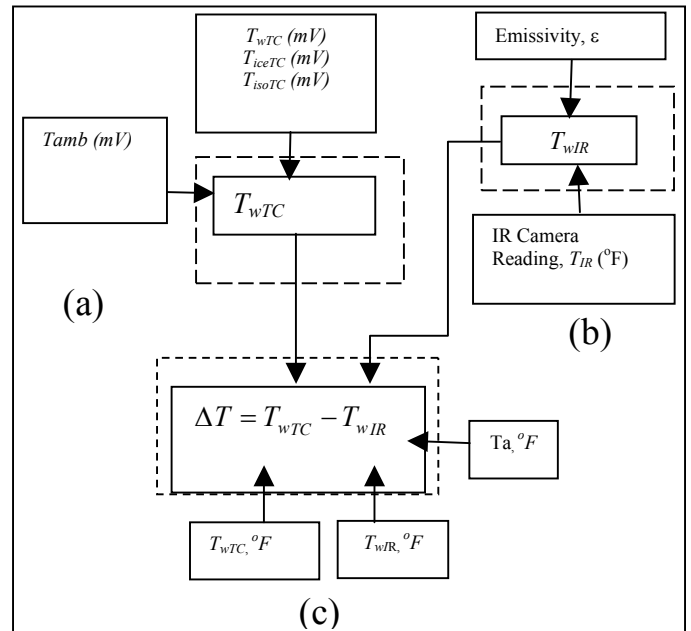 T_wTC (mV)
T_iceTC (mV)
T_isoTC (mV)
Emissivity, ε
Tamb (mV)
T_wTC
T_wIR
IR Camera
Reading, T_IR (°F)
(a)
(b)
ΔT = T_wTC − T_wIR
Ta, °F
T_wTC, °F
T_wIR, °F
(c)